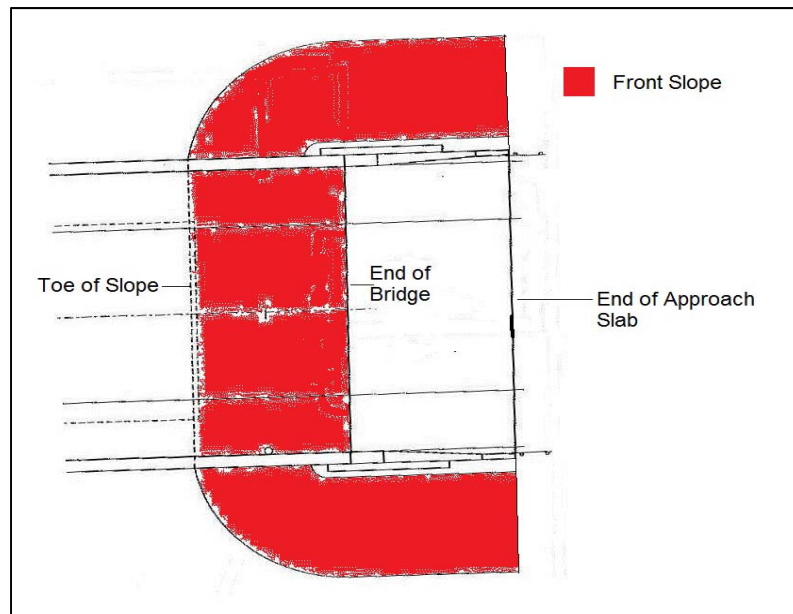 Front Slope
Toe of Slope
End of
Bridge
End of Approach
Slab